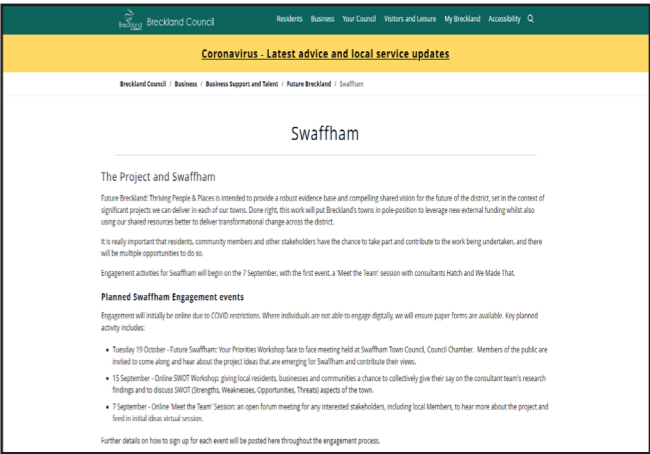 Breckland Council
Residents Business Your Council Visitors and Leisure My Breckland Accessibility
Breckland
Coronavirus - Latest advice and local service updates
Breckland Council / Business / Business Support and Talent / Future Breckland / Swaffham
Swaffham
The Project and Swaffham
Future Breckland: Thriving People & Places is intended to provide a robust evidence base and compelling shared vision for the future of the district, set in the context of
significant projects we can deliver in each of our towns. Done right, this work will put Breckland's towns in pole-position to leverage new external funding whilst also
using our shared resources better to deliver transformational change across the district.
It is really important that residents, community members and other stakeholders have the chance to take part and contribute to the work being undertaken, and there
will be multiple opportunities to do so.
Engagement activities for Swaffham will begin on the 7 September, with the first event, a 'Meet the Team' session with consultants Hatch and We Made That.
Planned Swaffham Engagement events
Engagement will initially be online due to COVID restrictions. Where individuals are not able to engage digitally, we will ensure paper forms are available. Key planned
activity includes:
• Tuesday 19 October - Future Swaffham: Your Priorities Workshop face to face meeting held at Swaffham Town Council, Council Chamber. Members of the public are
invited to come along and hear about the project ideas that are emerging for Swaffham and contribute their views.
• 15 September - Online SWOT Workshop: giving local residents, businesses and communities a chance to collectively give their say on the consultant team's research
findings and to discuss SWOT (Strengths, Weaknesses, Opportunities, Threats) aspects of the town.
• 7 September - Online 'Meet the Team' Session: an open forum meeting for any interested stakeholders, including local Members, to hear more about the project and
feed in initial ideas virtual session.
Further details on how to sign up for each event will be posted here throughout the engagement process.